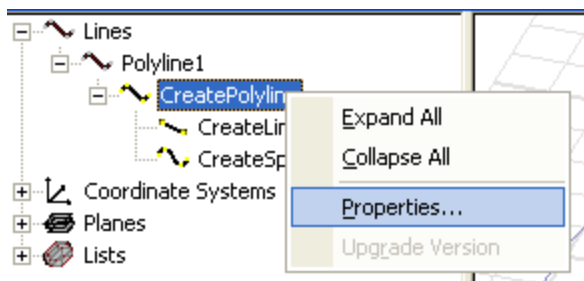 Lines
Polyline1
CreatePolylin
CreateLin
CreateSp
Coordinate Systems
Planes
Lists
Expand All
Collapse All
Properties...
Upgrade Version